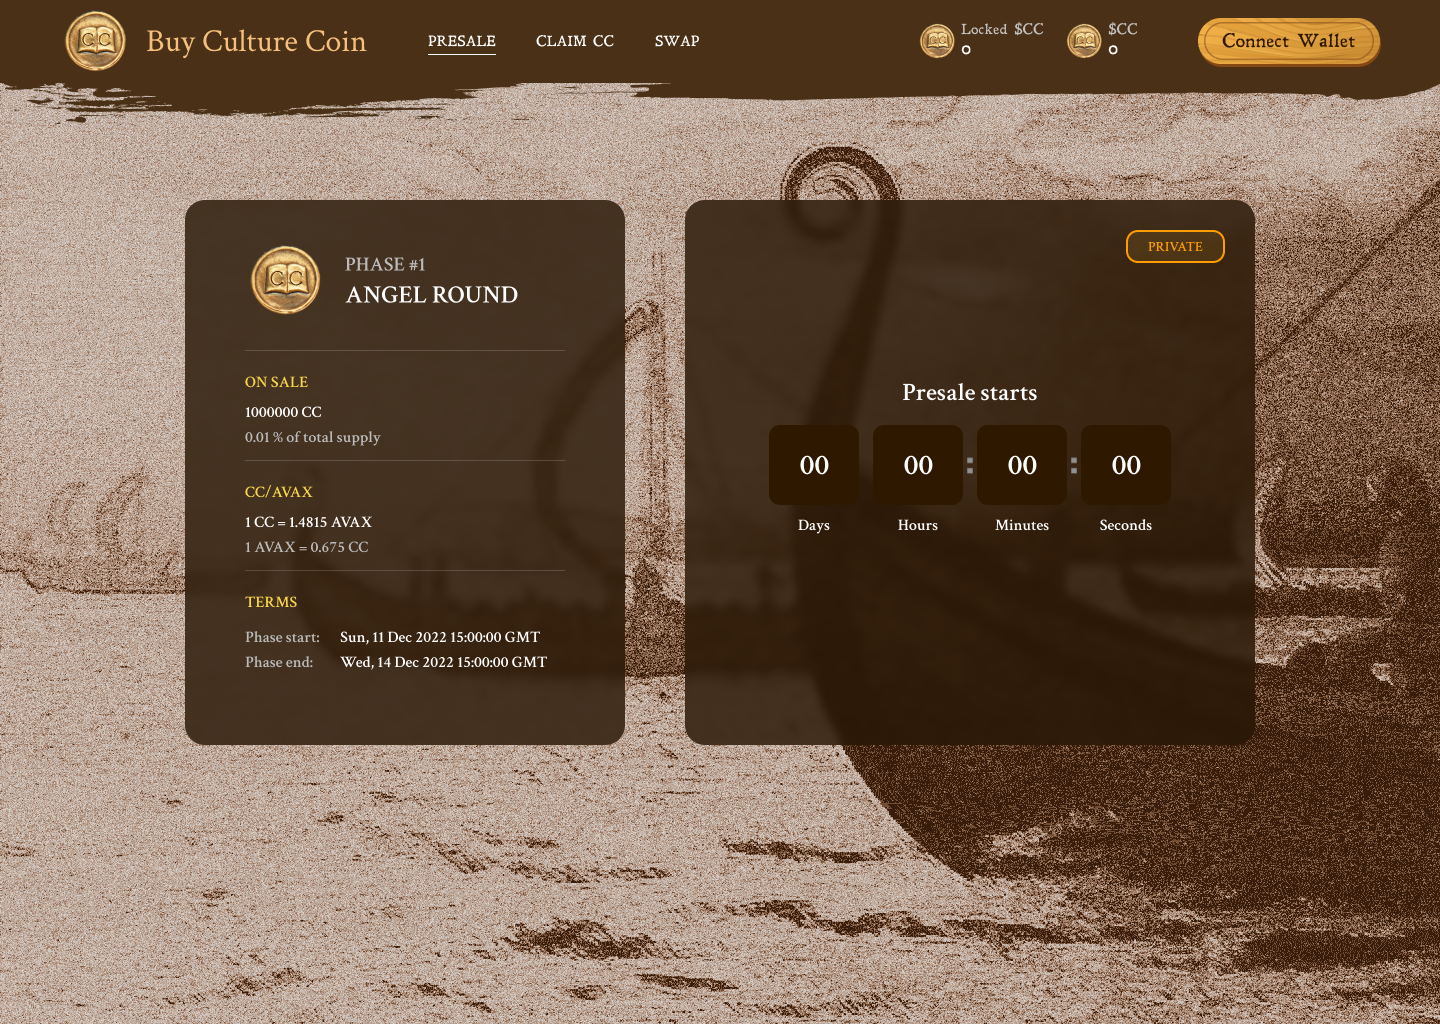 Buy Culture Coin
PRESALE
CLAIM CC
SWAP
Locked $CC
0
$CC
0
Connect Wallet
CC
PHASE #1
ANGEL ROUND
ON SALE
1000000 CC
0.01 % of total supply
CC/AVAX
1 CC = 1.4815 AVAX
1 AVAX = 0.675 CC
TERMS
Phase start: Sun, 11 Dec 2022 15:00:00 GMT
Phase end: Wed, 14 Dec 2022 15:00:00 GMT
PRIVATE
Presale starts
00 00 : 00 : 00
Days Hours Minutes Seconds